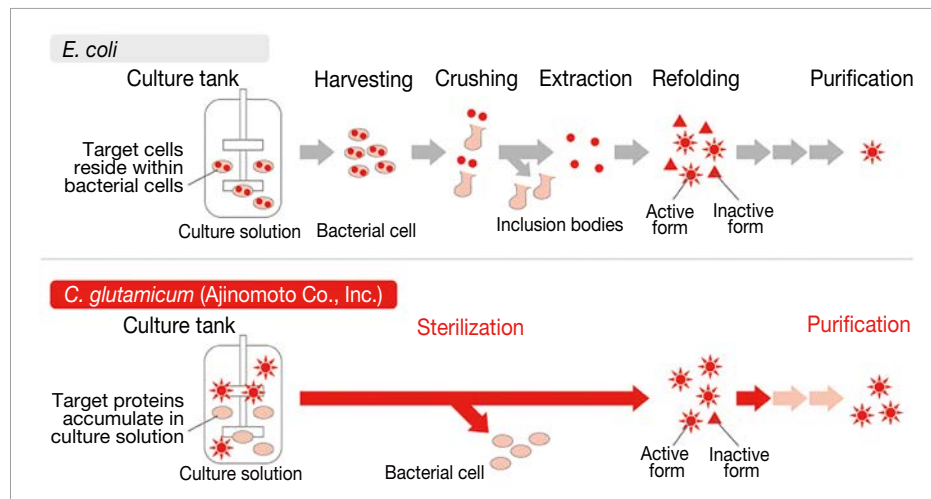 E. coli
Culture tank
Harvesting
Crushing
Extraction
Refolding
Purification
Target cells
reside within
bacterial cells
Culture solution
Bacterial cell
Inclusion bodies
Active
form
Inactive
form
C. glutamicum (Ajinomoto Co., Inc.)
Culture tank
Sterilization
Purification
Target proteins
accumulate in
culture solution
Culture solution
Bacterial cell
Active
form
Inactive
form